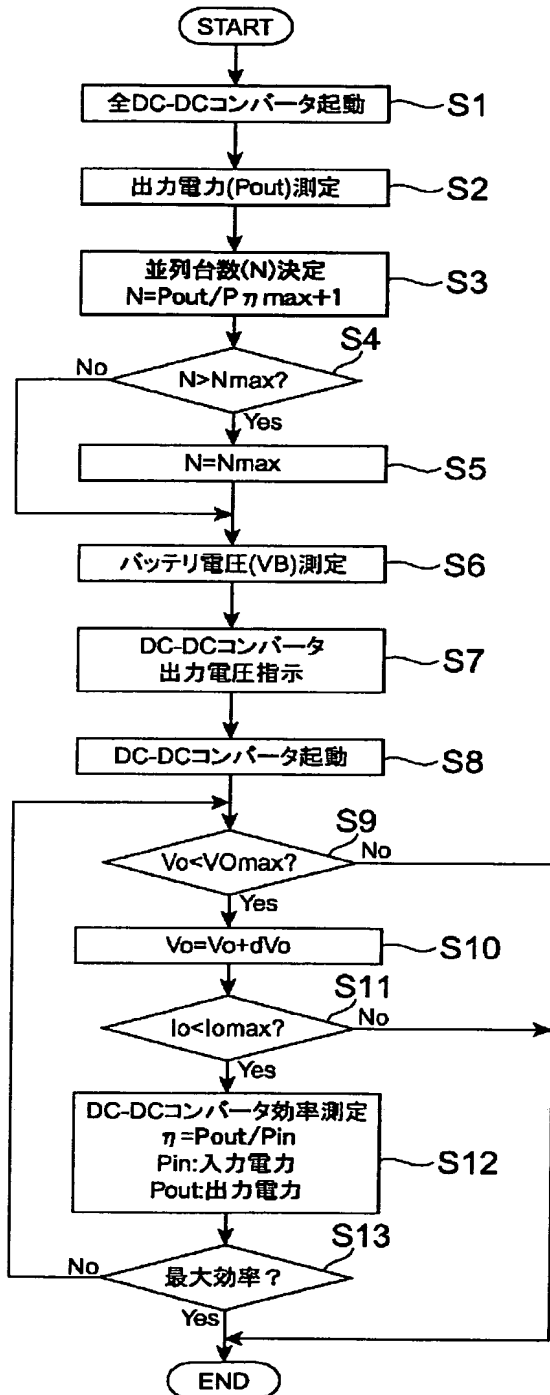 START
全DC-DCコンバータ起動
S1
出力電力(Pout)測定
S2
並列台数(N)決定
N=Pout/Pηmax+1
S3
S4
No
N>Nmax?
Yes
N=Nmax
S5
バッテリ電圧(VB)測定
S6
DC-DCコンバータ
出力電圧指示
S7
DC-DCコンバータ起動
S8
S9
Vo<VOmax?
No
Yes
Vo=Vo+dVo
S10
S11
Io<Iomax?
No
Yes
DC-DCコンバータ効率測定
η=Pout/Pin
Pin:入力電力
Pout:出力電力
S12
S13
No
最大効率?
Yes
END